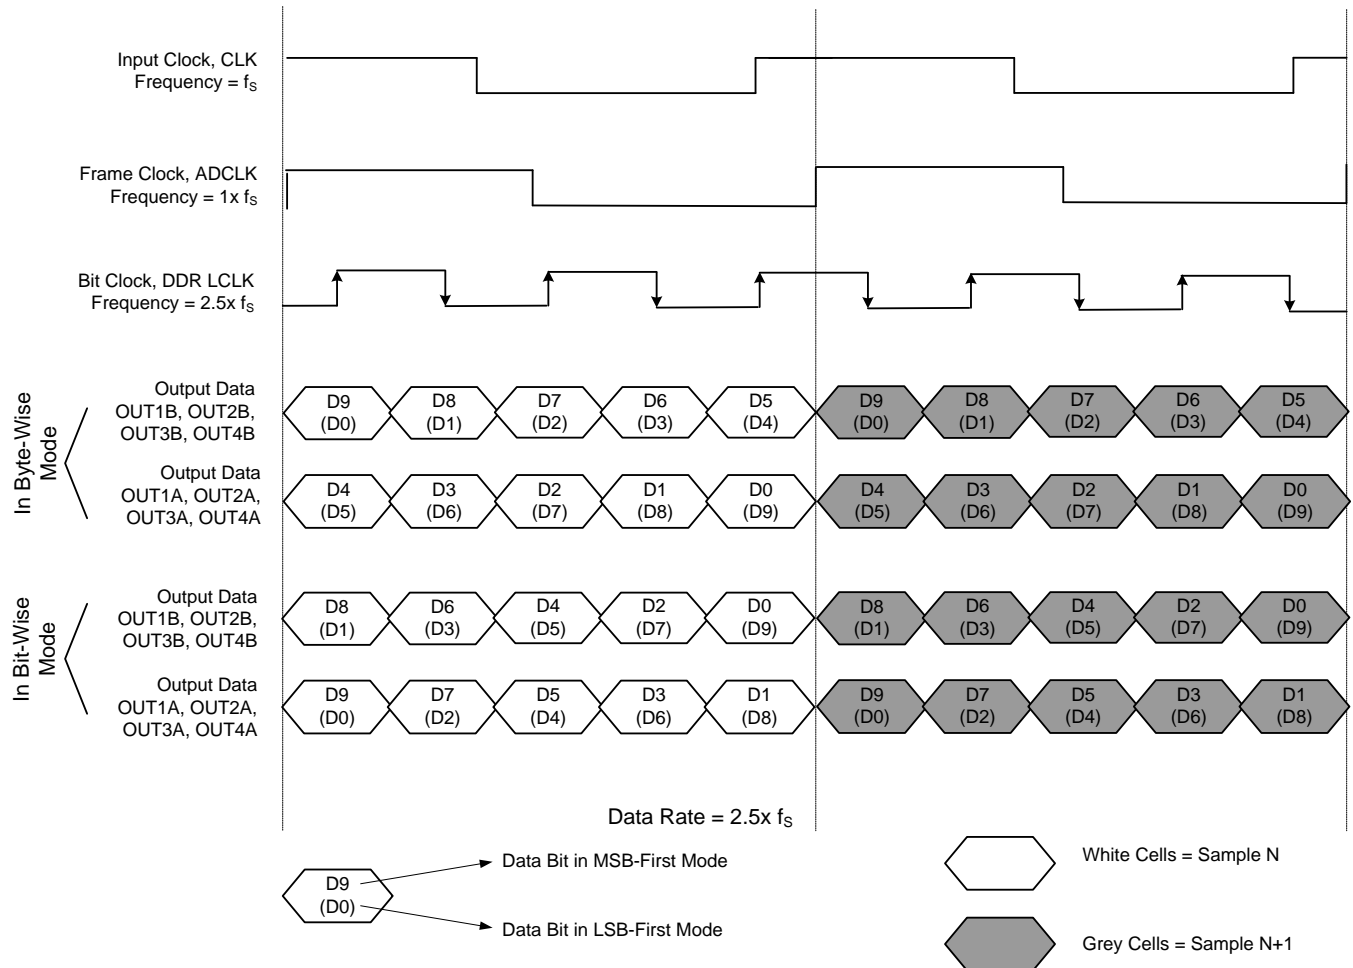 Input Clock, CLK
Frequency = fS
Frame Clock, ADCLK
Frequency = 1x fS
Bit Clock, DDR LCLK
Frequency = 2.5x fS
In Byte-Wise
Mode
Output Data
OUT1B, OUT2B,
OUT3B, OUT4B
D9 D8 D7 D6 D5 D9 D8 D7 D6 D5
(D0) (D1) (D2) (D3) (D4) (D0) (D1) (D2) (D3) (D4)
Output Data
OUT1A, OUT2A,
OUT3A, OUT4A
D4 D3 D2 D1 D0 D4 D3 D2 D1 D0
(D5) (D6) (D7) (D8) (D9) (D5) (D6) (D7) (D8) (D9)
In Bit-Wise
Mode
Output Data
OUT1B, OUT2B,
OUT3B, OUT4B
D8 D6 D4 D2 D0 D8 D6 D4 D2 D0
(D1) (D3) (D5) (D7) (D9) (D1) (D3) (D5) (D7) (D9)
Output Data
OUT1A, OUT2A,
OUT3A, OUT4A
D9 D7 D5 D3 D1 D9 D7 D5 D3 D1
(D0) (D2) (D4) (D6) (D8) (D0) (D2) (D4) (D6) (D8)
Data Rate = 2.5x fS
D9
(D0)
Data Bit in MSB-First Mode
Data Bit in LSB-First Mode
White Cells = Sample N
Grey Cells = Sample N+1